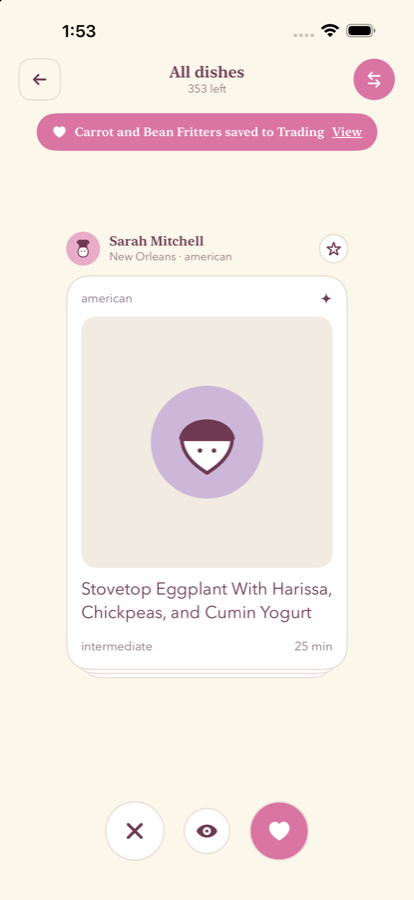 1:53
All dishes
353 left
Carrot and Bean Fritters saved to Trading View
Sarah Mitchell
New Orleans · american
american
Stovetop Eggplant With Harissa,
Chickpeas, and Cumin Yogurt
intermediate 25 min